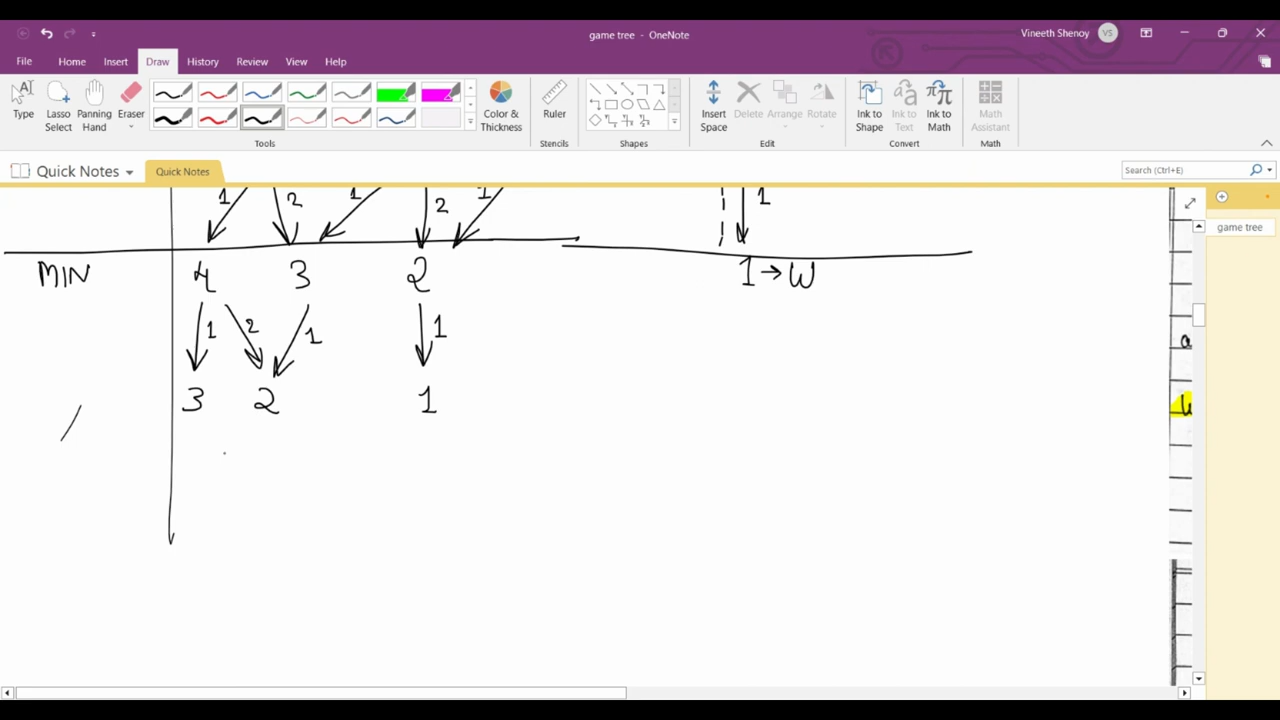 game tree - OneNote
Vineeth Shenoy VS
File Home Insert Draw History Review View Help
Type Lasso Select Panning Hand Eraser Color & Thickness Ruler Insert Space Delete Arrange Rotate Ink to Shape Ink to Text Ink to Math Math Assistant
Tools Stencils Shapes Edit Convert Math
Quick Notes Quick Notes Search (Ctrl+E)
game tree
1 2 1 2 1 1
MIN 4 3 2 1 → W
1 2 1 1
3 2 1